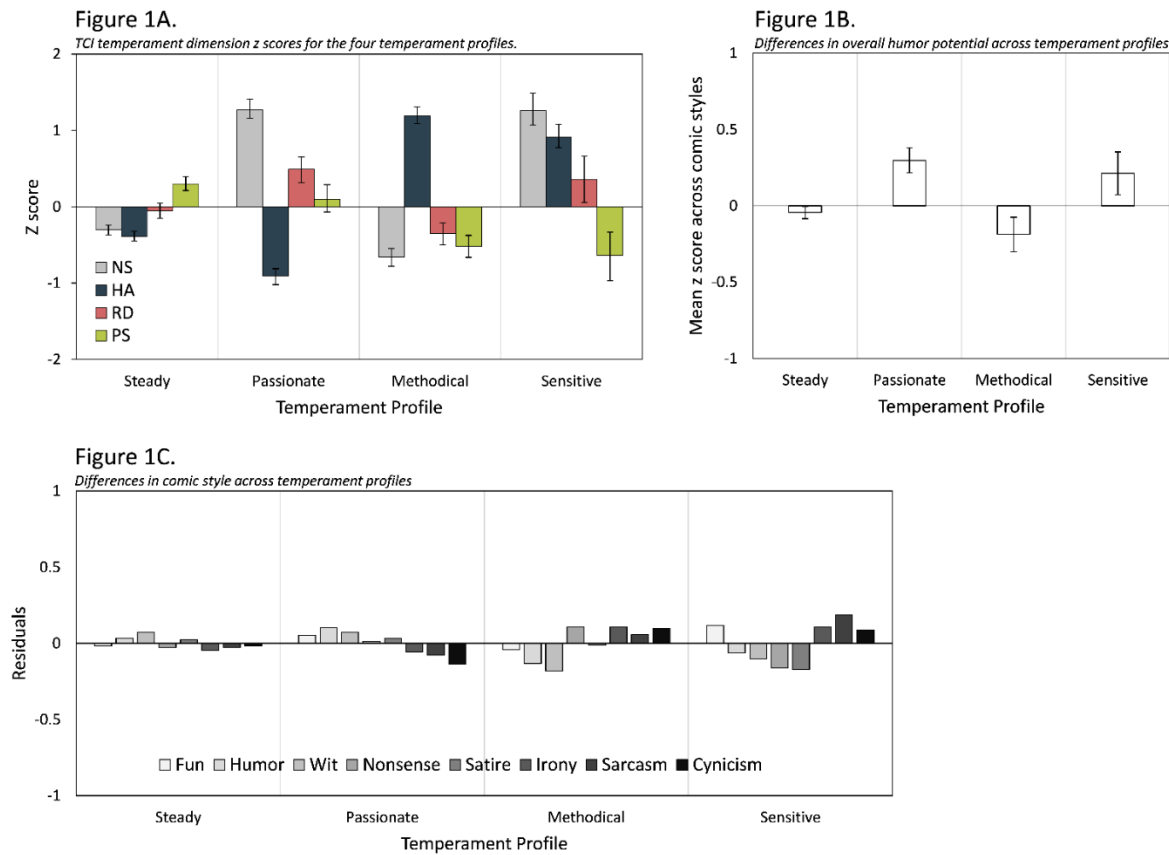 Figure 1A.
TCI temperament dimension z scores for the four temperament profiles.
2
1
0
-1
-2
Z score
NS
HA
RD
PS
Steady Passionate Methodical Sensitive
Temperament Profile
Figure 1B.
Differences in overall humor potential across temperament profiles
1
0.5
0
-0.5
-1
Mean z score across comic styles
Steady Passionate Methodical Sensitive
Temperament Profile
Figure 1C.
Differences in comic style across temperament profiles
1
0.5
0
-0.5
-1
Residuals
Fun Humor Wit Nonsense Satire Irony Sarcasm Cynicism
Steady Passionate Methodical Sensitive
Temperament Profile